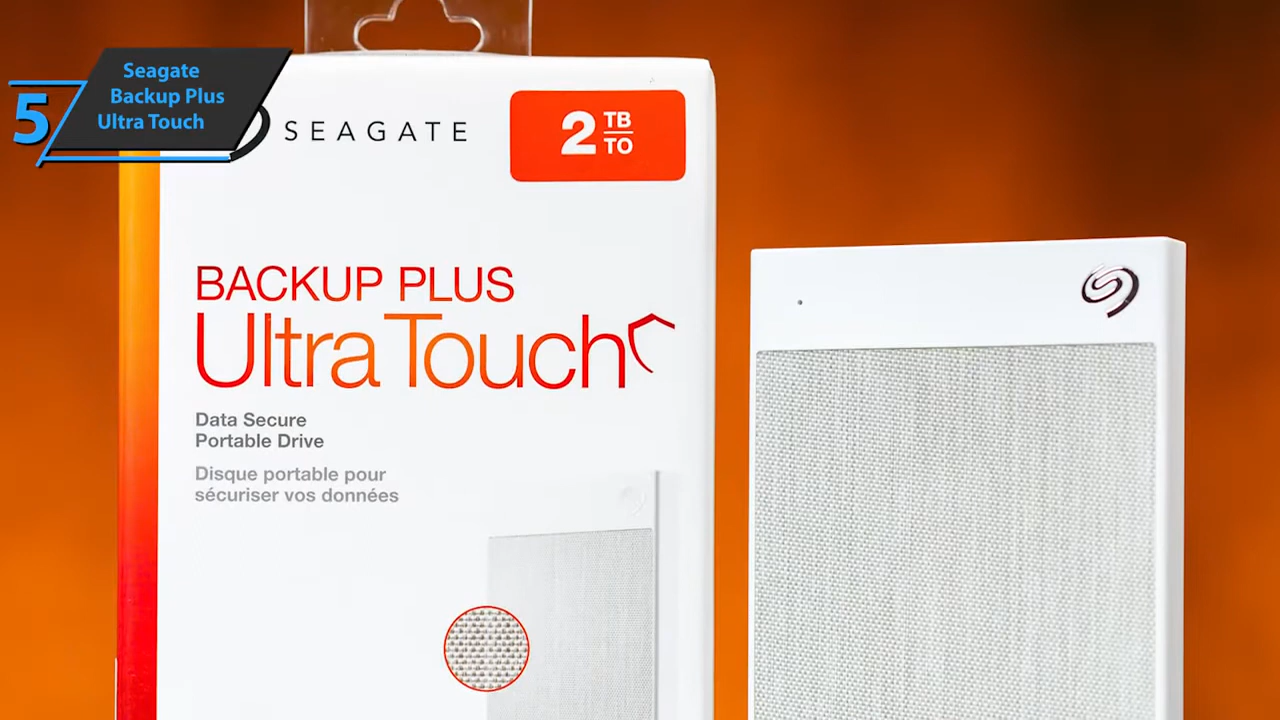 5
Seagate
Backup Plus
Ultra Touch
SEAGATE
2 TB
TO
BACKUP PLUS
Ultra Touch
Data Secure
Portable Drive
Disque portable pour
sécuriser vos données